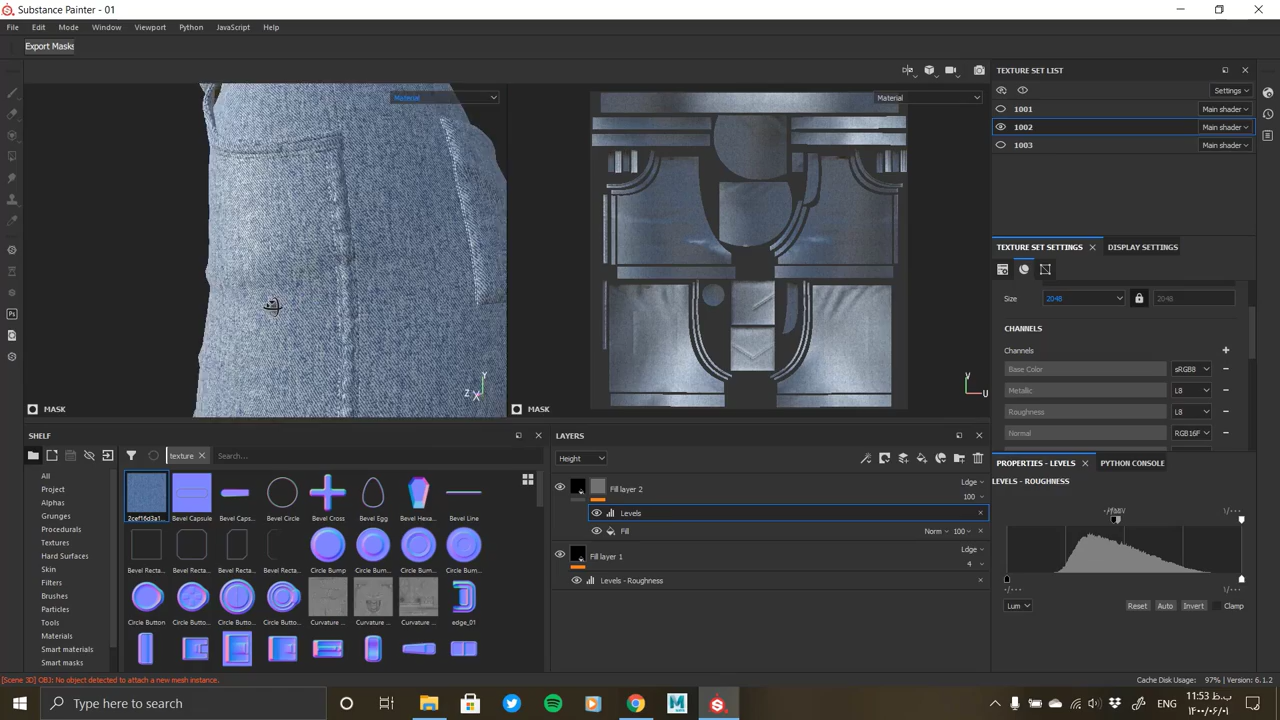 Substance Painter - 01
File Edit Mode Window Viewport Python JavaScript Help
Export Masks
Material
Material
MASK
MASK
Y
Z
X
V
U
TEXTURE SET LIST
Settings
1001 Main shader
1002 Main shader
1003 Main shader
TEXTURE SET SETTINGS DISPLAY SETTINGS
Size 2048 2048
CHANNELS
Channels
Base Color sRGB8
Metallic L8
Roughness L8
Normal RGB16F
SHELF
texture Search...
All
Project
Alphas
Grunges
Procedurals
Textures
Hard Surfaces
Skin
Filters
Brushes
Particles
Tools
Materials
Smart materials
Smart masks
2cef16d3a1... Bevel Capsule Bevel Caps... Bevel Circle Bevel Cross Bevel Egg Bevel Hexa... Bevel Line
Bevel Recta... Bevel Recta... Bevel Recta... Bevel Recta... Circle Bump Circle Bump Circle Bump Circle Bump
Circle Button Circle Butto... Circle Butto... Circle Butto... Curvature ... Curvature ... Curvature ... edge_01
LAYERS
Height
Fill layer 2 Ldge
100
Levels
Fill Norm 100
Fill layer 1 Ldge
4
Levels - Roughness
PROPERTIES - LEVELS PYTHON CONSOLE
LEVELS - ROUGHNESS
Lum Reset Auto Invert Clamp
[Scene 3D] OBJ: No object detected to attach a new mesh instance.
Cache Disk Usage: 97% | Version: 6.1.2
Type here to search
ENG
11:53 ب.ظ
۱۴۰۰/۰۶/۰۱